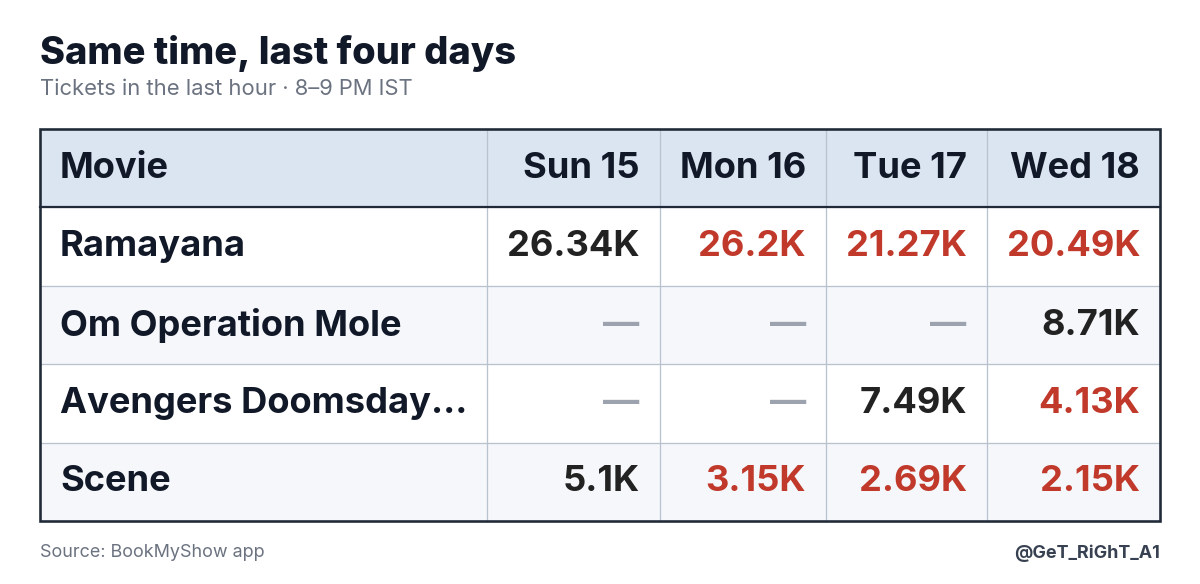 Same time, last four days
Tickets in the last hour · 8–9 PM IST
Movie Sun 15 Mon 16 Tue 17 Wed 18
Ramayana 26.34K 26.2K 21.27K 20.49K
Om Operation Mole — — — 8.71K
Avengers Doomsday... — — 7.49K 4.13K
Scene 5.1K 3.15K 2.69K 2.15K
Source: BookMyShow app @GeT_RiGhT_A1